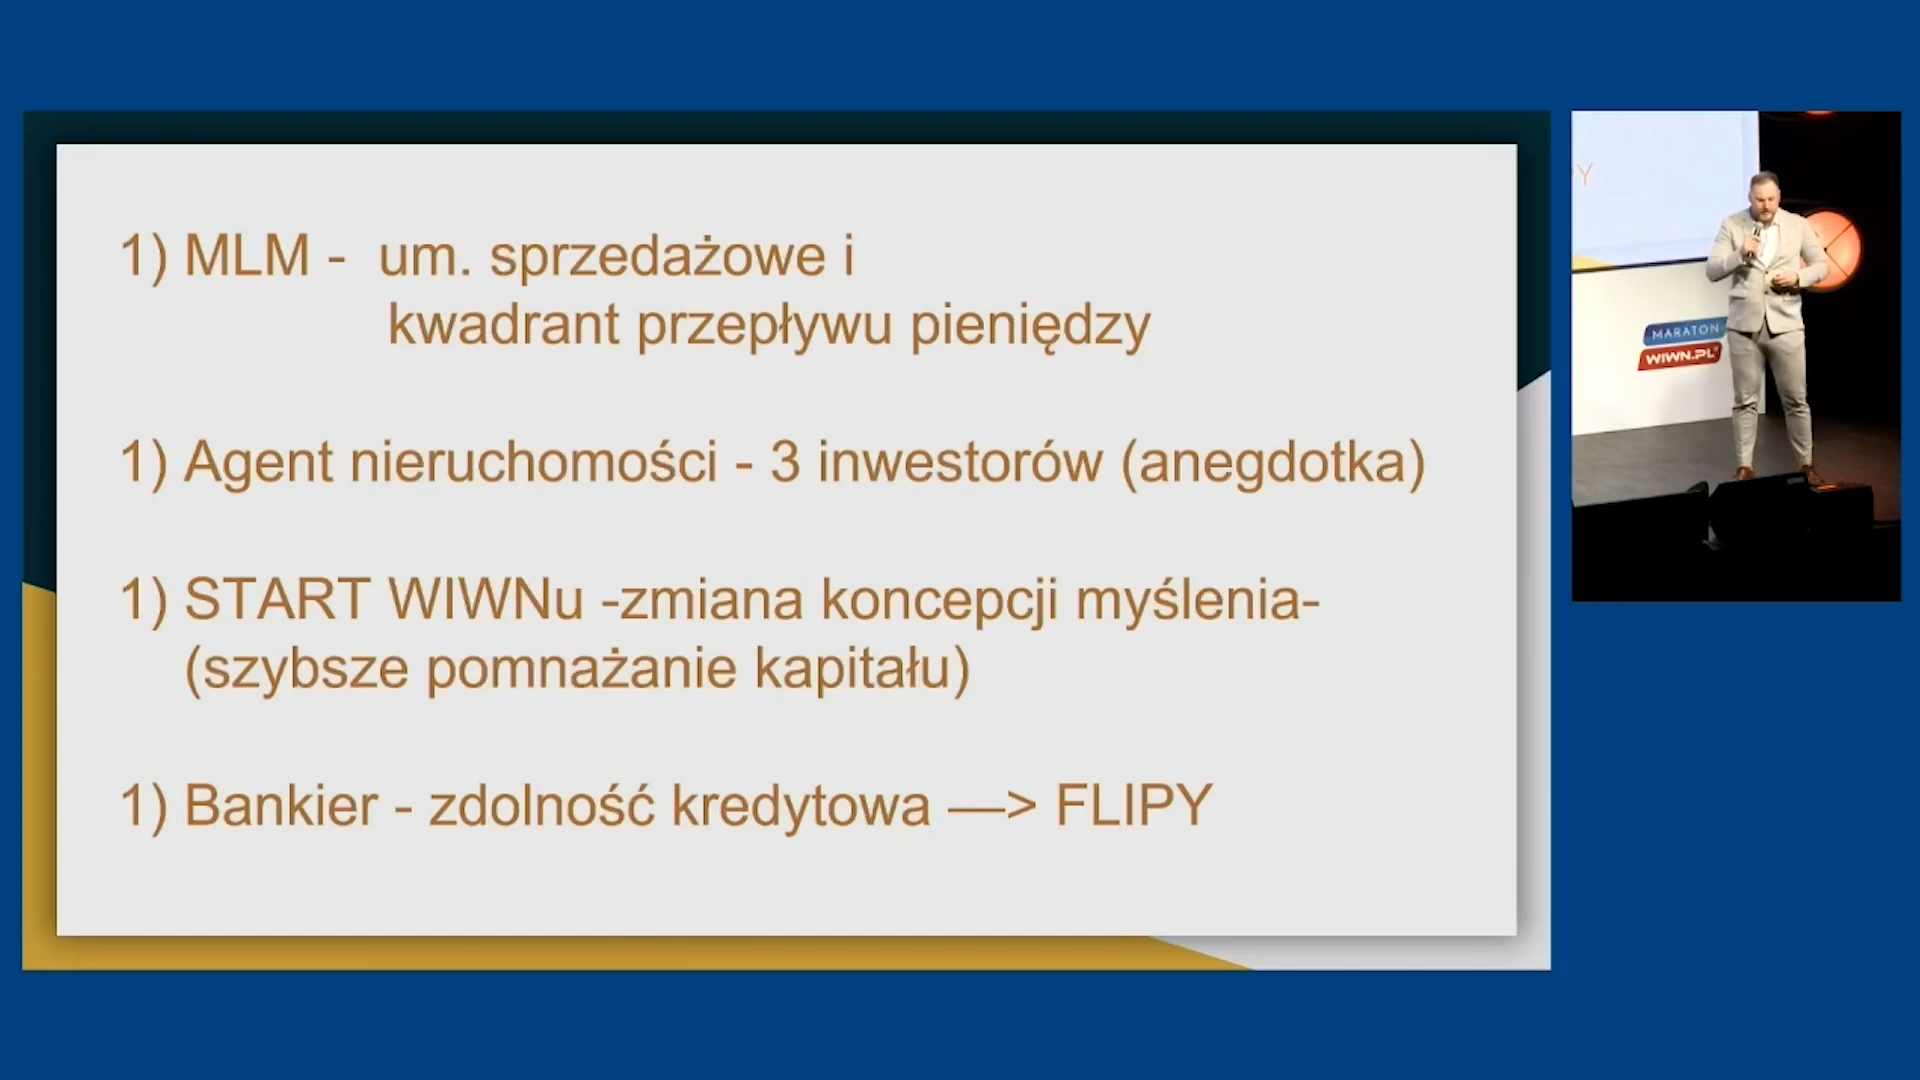 1) MLM -  um. sprzedażowe i
kwadrant przepływu pieniędzy
1) Agent nieruchomości - 3 inwestorów (anegdotka)
1) START WIWNu -zmiana koncepcji myślenia-
(szybsze pomnażanie kapitału)
1) Bankier - zdolność kredytowa —> FLIPY
PY
MARATON
WIWN.PL®